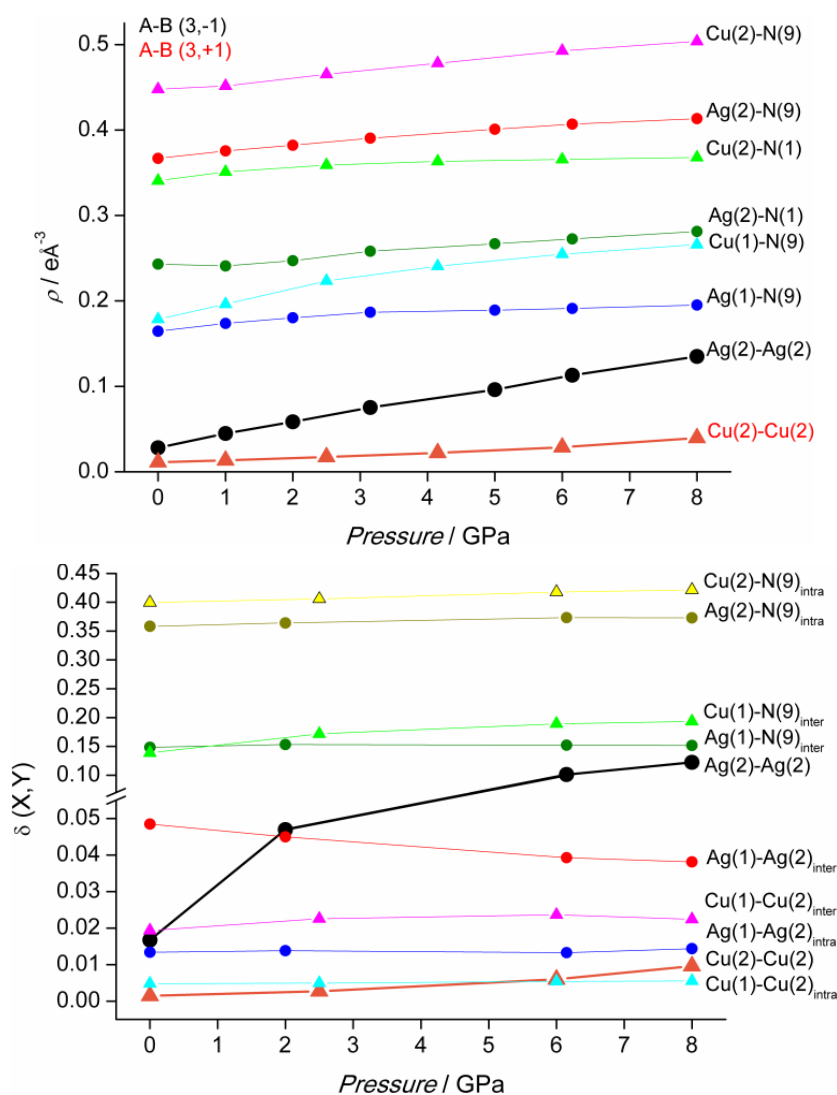 A-B (3,-1)
A-B (3,+1)
0.5
0.4
0.3
0.2
0.1
0.0
ρ / eÅ⁻³
Cu(2)-N(9)
Ag(2)-N(9)
Cu(2)-N(1)
Ag(2)-N(1)
Cu(1)-N(9)
Ag(1)-N(9)
Ag(2)-Ag(2)
Cu(2)-Cu(2)
0 1 2 3 4 5 6 7 8
Pressure / GPa
0.45
0.40
0.35
0.30
0.25
0.20
0.15
0.10
0.05
0.04
0.03
0.02
0.01
0.00
δ (X,Y)
Cu(2)-N(9)intra
Ag(2)-N(9)intra
Cu(1)-N(9)inter
Ag(1)-N(9)inter
Ag(2)-Ag(2)
Ag(1)-Ag(2)inter
Cu(1)-Cu(2)inter
Ag(1)-Ag(2)intra
Cu(2)-Cu(2)
Cu(1)-Cu(2)intra
0 1 2 3 4 5 6 7 8
Pressure / GPa